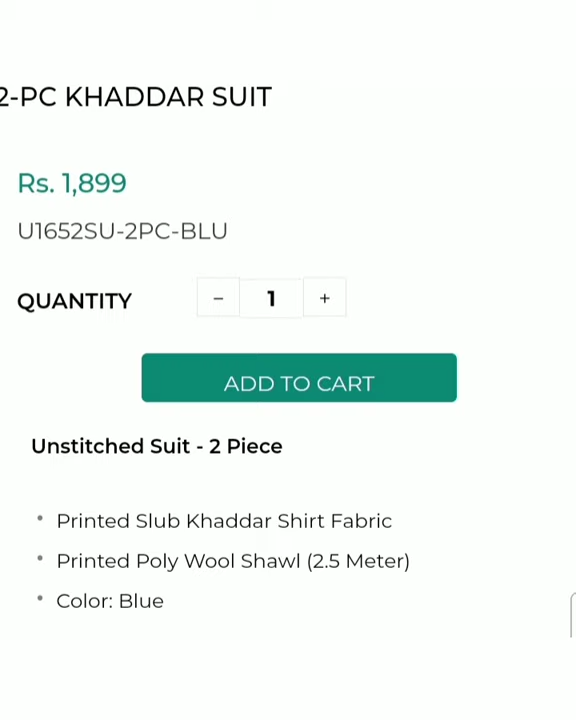 2-PC KHADDAR SUIT
Rs. 1,899
U1652SU-2PC-BLU
QUANTITY − 1 +
ADD TO CART
Unstitched Suit - 2 Piece
• Printed Slub Khaddar Shirt Fabric
• Printed Poly Wool Shawl (2.5 Meter)
• Color: Blue